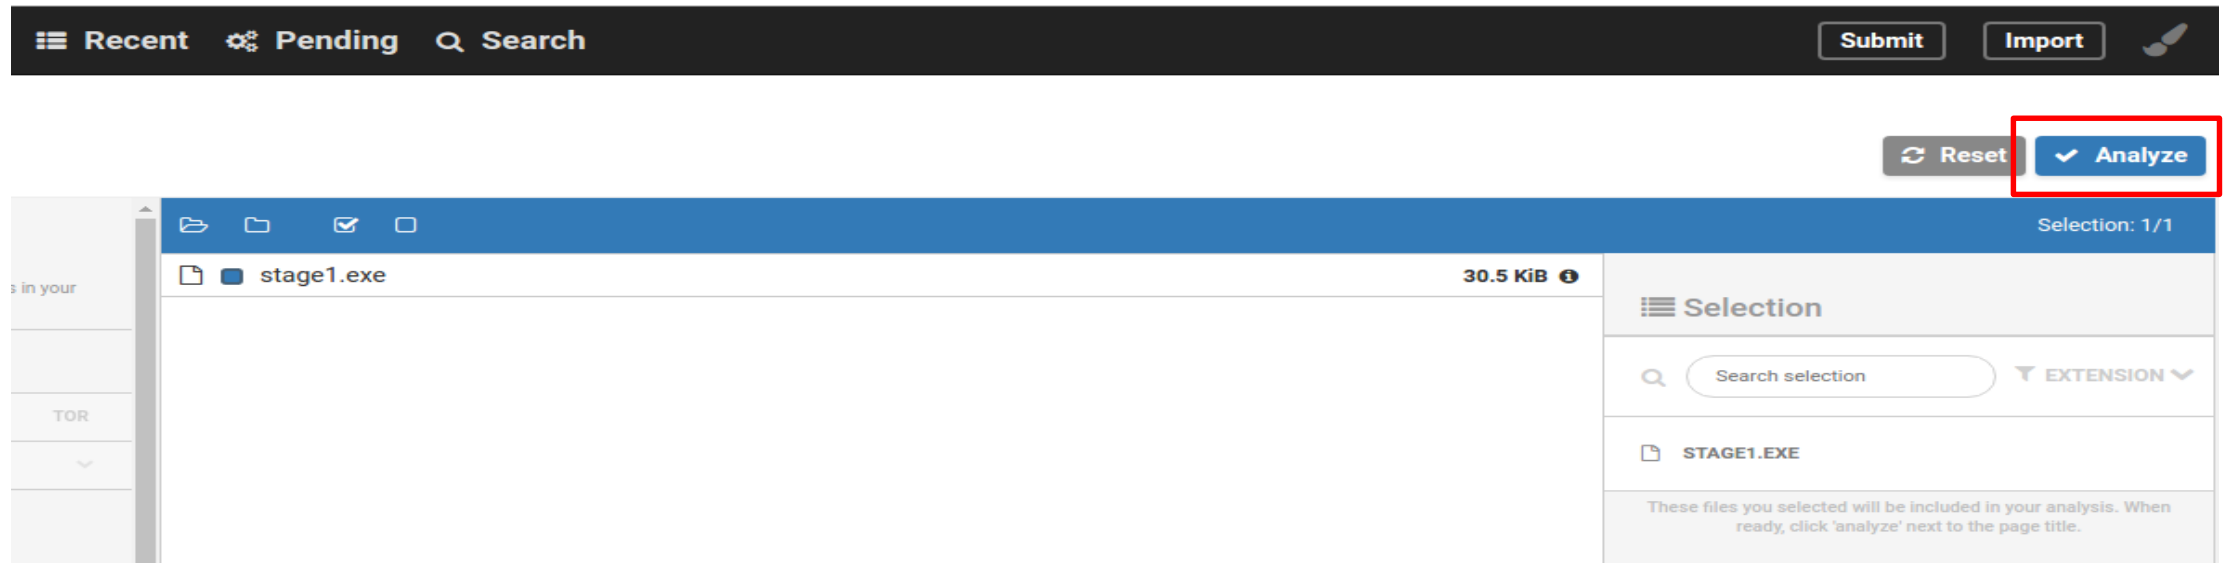 Recent Pending Search Submit Import
Reset Analyze
Selection: 1/1
stage1.exe 30.5 KiB
s in your
Selection
Search selection EXTENSION
TOR
STAGE1.EXE
These files you selected will be included in your analysis. When
ready, click 'analyze' next to the page title.